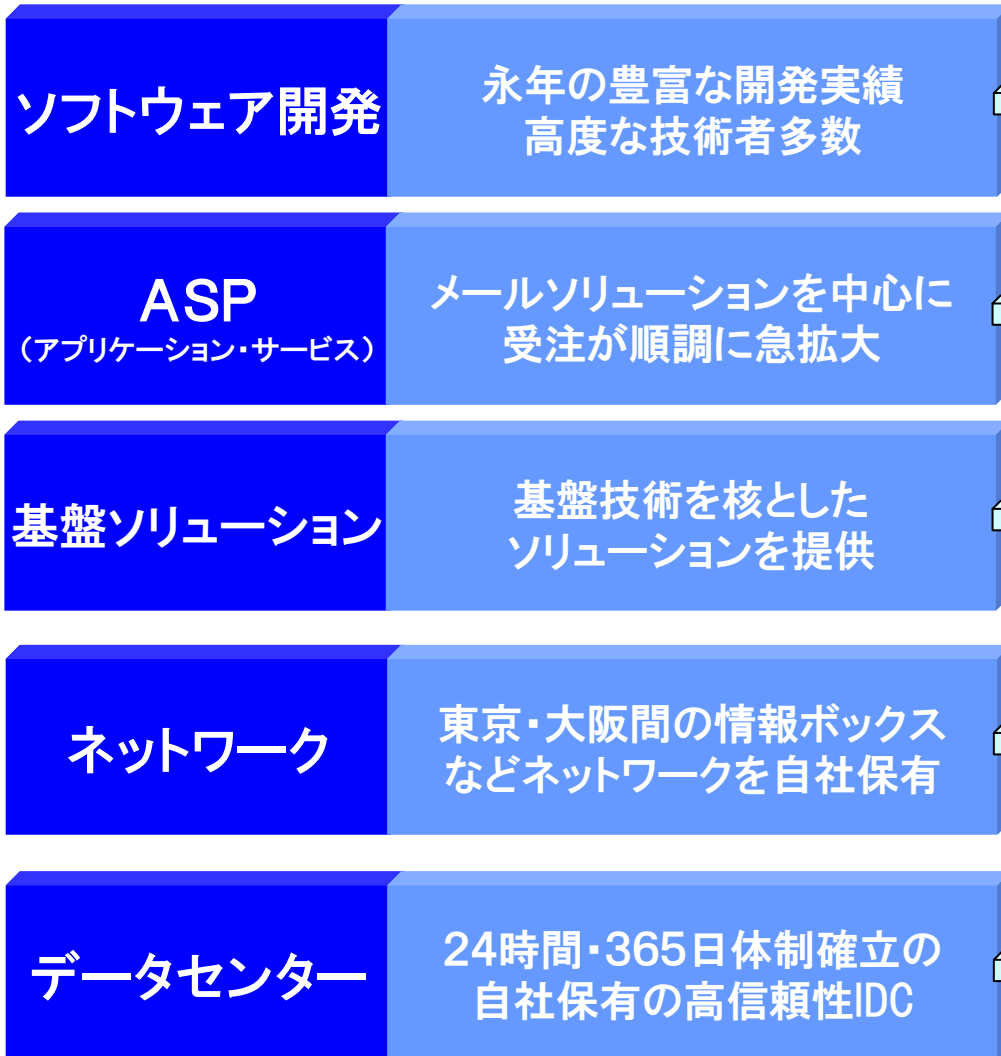 ソフトウェア開発
永年の豊富な開発実績
高度な技術者多数
ASP
(アプリケーション・サービス)
メールソリューションを中心に
受注が順調に急拡大
基盤ソリューション
基盤技術を核とした
ソリューションを提供
ネットワーク
東京・大阪間の情報ボックス
などネットワークを自社保有
データセンター
24時間・365日体制確立の
自社保有の高信頼性IDC